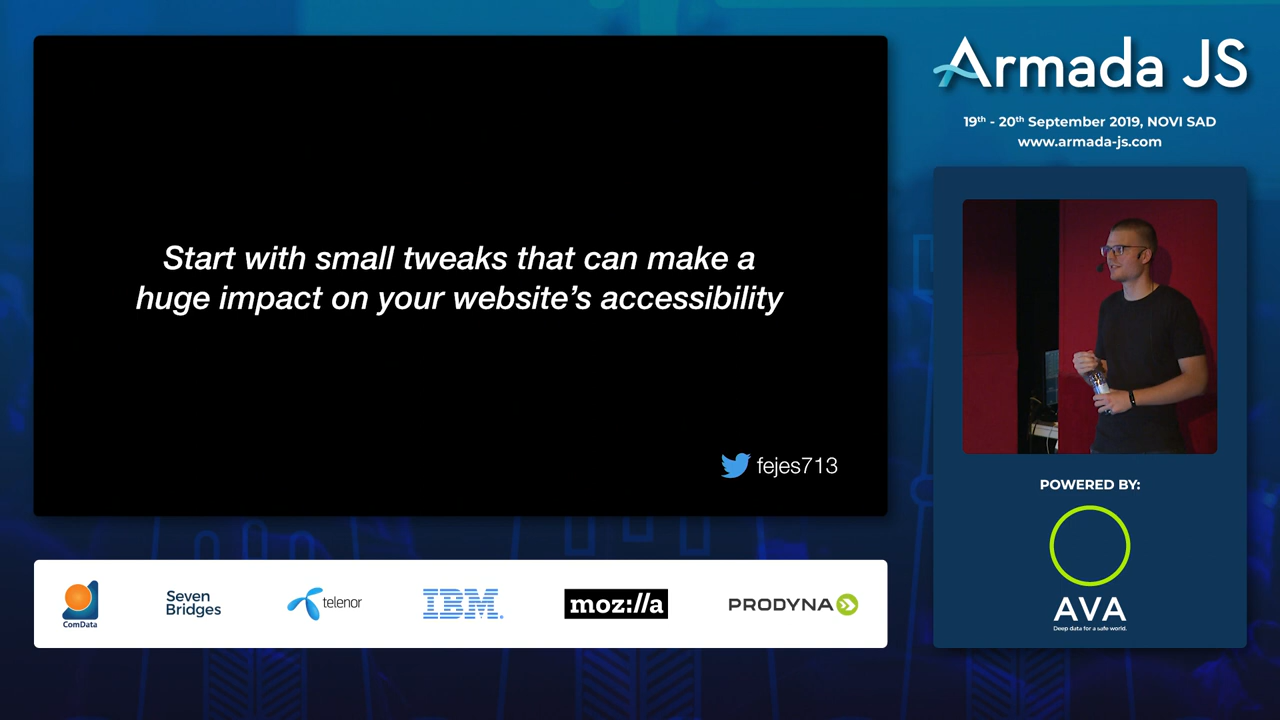 Start with small tweaks that can make a
huge impact on your website's accessibility
fejes713
Armada JS
19th - 20th September 2019, NOVI SAD
www.armada-js.com
POWERED BY:
AVA
Deep data for a safe world.
ComData
Seven
Bridges
telenor
IBM
moz://a
PRODYNA